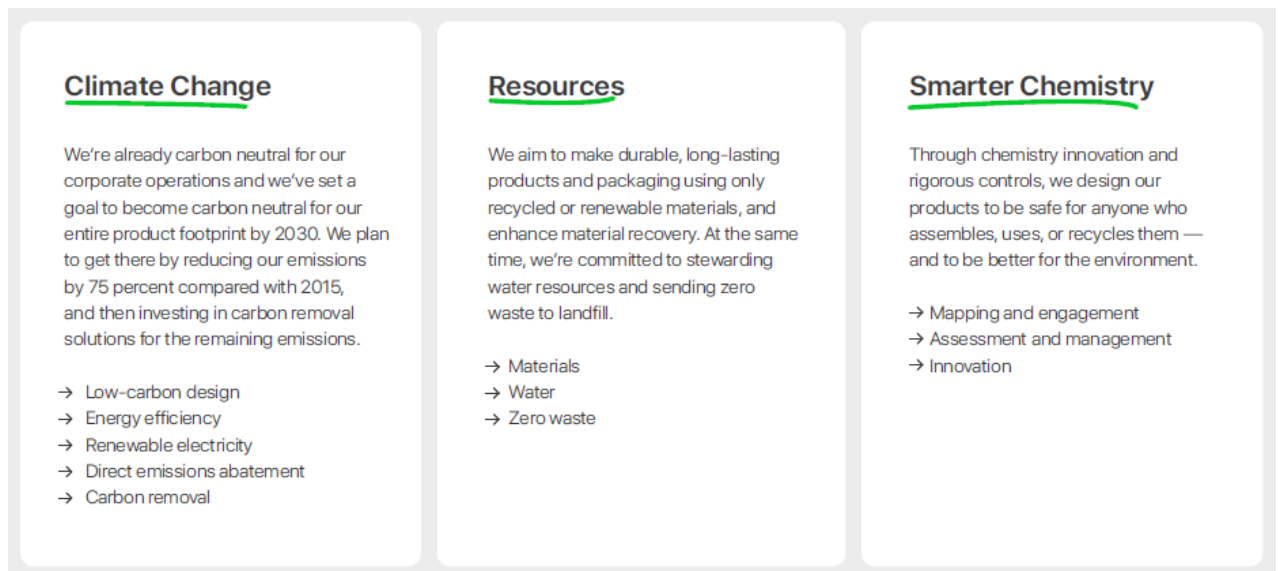 Climate Change
We're already carbon neutral for our
corporate operations and we've set a
goal to become carbon neutral for our
entire product footprint by 2030. We plan
to get there by reducing our emissions
by 75 percent compared with 2015,
and then investing in carbon removal
solutions for the remaining emissions.
→ Low-carbon design
→ Energy efficiency
→ Renewable electricity
→ Direct emissions abatement
→ Carbon removal
Resources
We aim to make durable, long-lasting
products and packaging using only
recycled or renewable materials, and
enhance material recovery. At the same
time, we're committed to stewarding
water resources and sending zero
waste to landfill.
→ Materials
→ Water
→ Zero waste
Smarter Chemistry
Through chemistry innovation and
rigorous controls, we design our
products to be safe for anyone who
assembles, uses, or recycles them —
and to be better for the environment.
→ Mapping and engagement
→ Assessment and management
→ Innovation